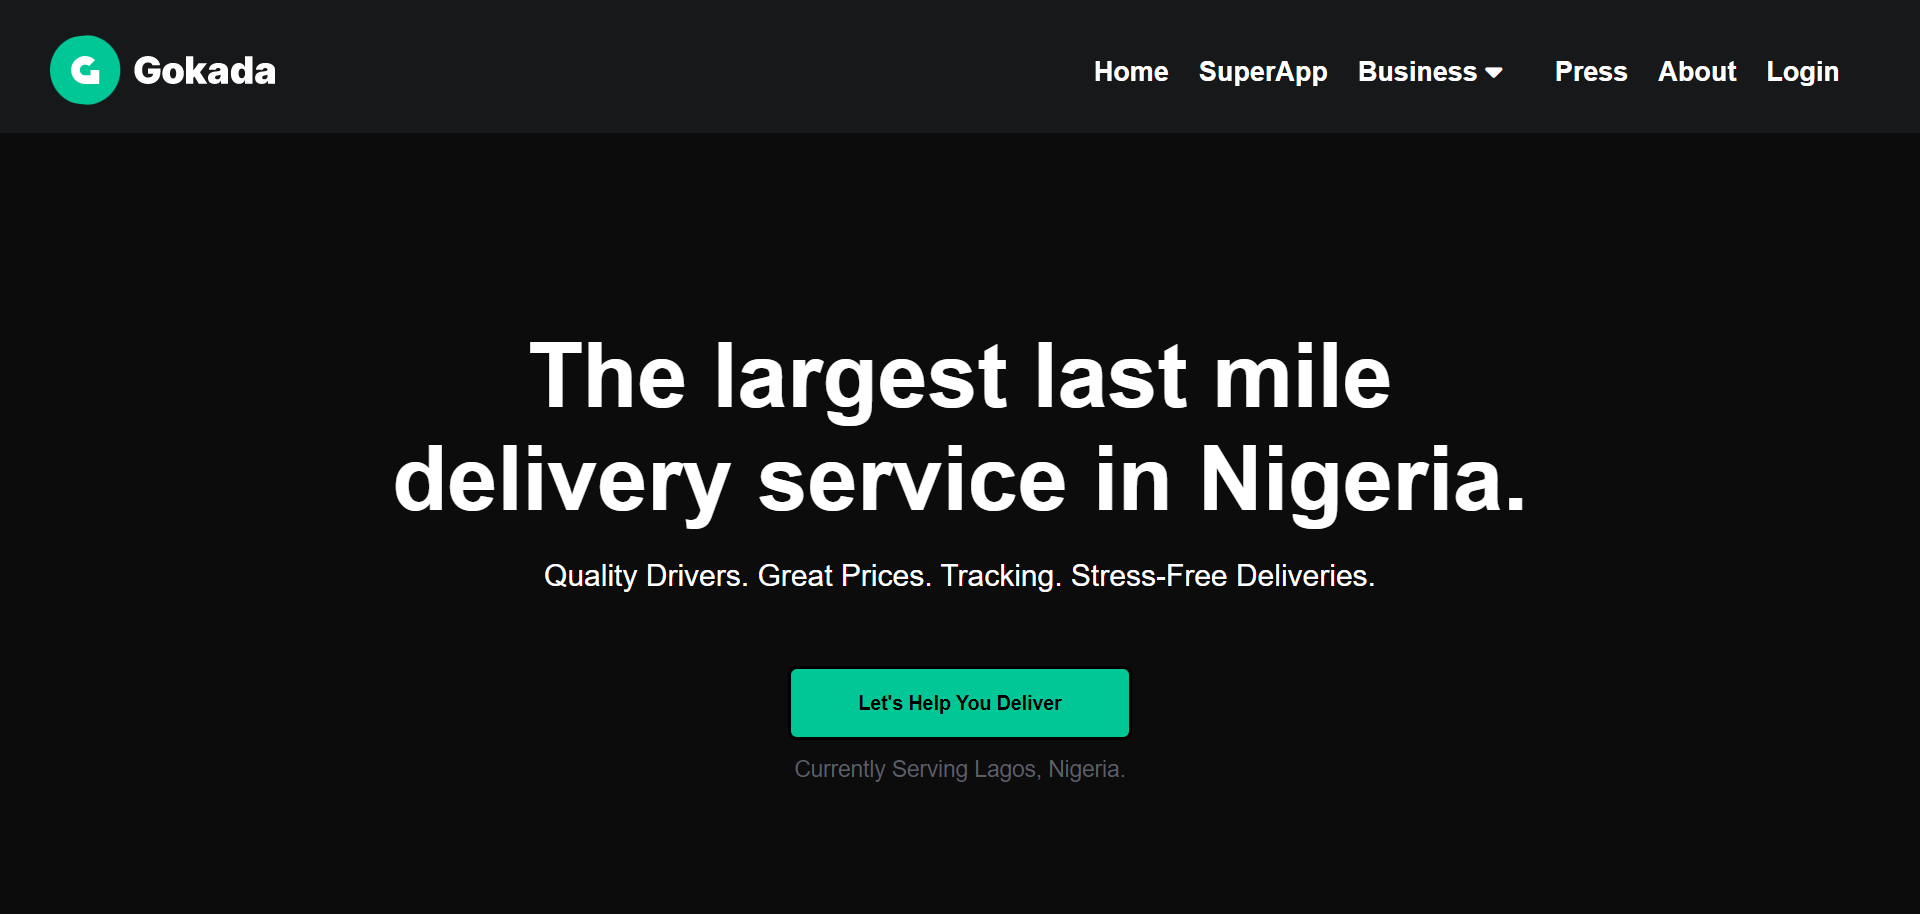 G Gokada
Home SuperApp Business Press About Login
The largest last mile
delivery service in Nigeria.
Quality Drivers. Great Prices. Tracking. Stress-Free Deliveries.
Let's Help You Deliver
Currently Serving Lagos, Nigeria.